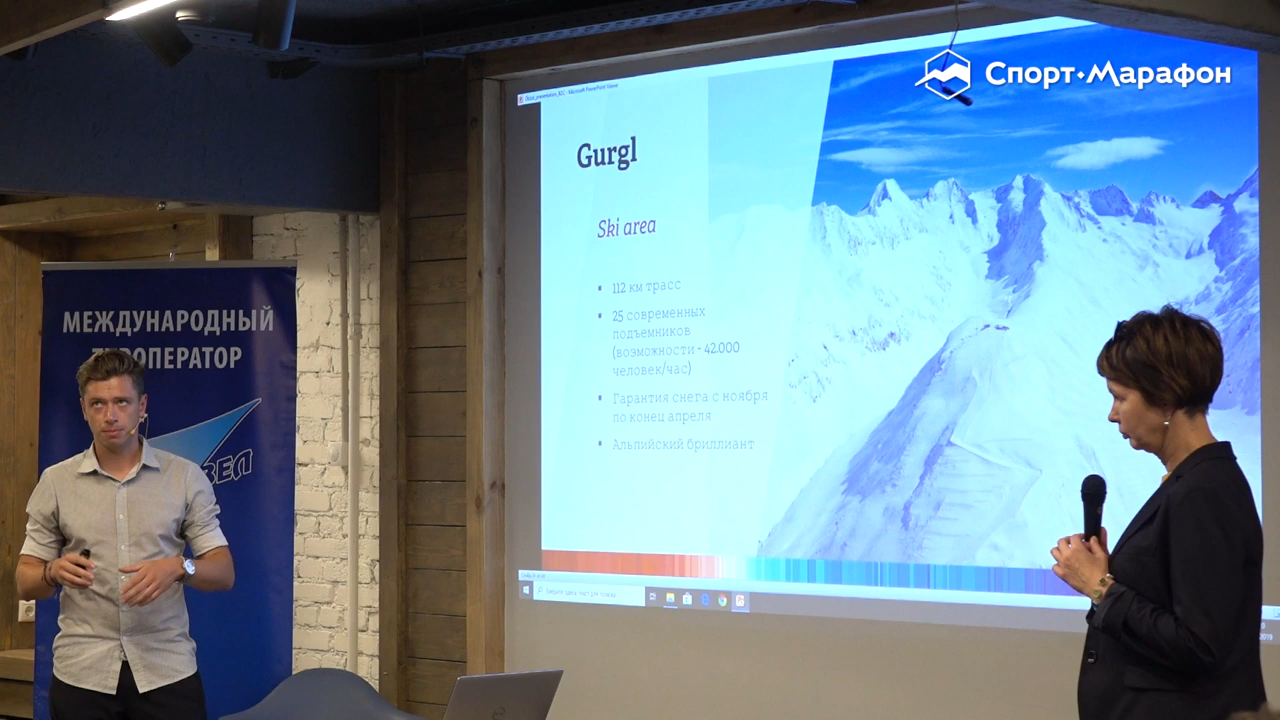 Спорт·Марафон
Gurgl
Ski area
112 км трасс
25 современных
подъемников
(возможности - 42.000
человек/час)
Гарантия снега с ноября
по конец апреля
Альпийский бриллиант
МЕЖДУНАРОДНЫЙ
ТУРОПЕРАТОР
2019